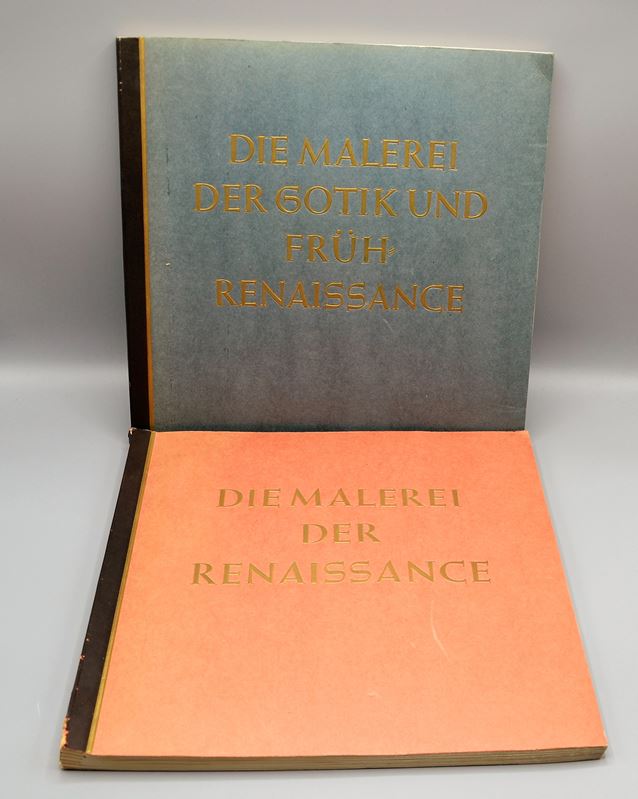 DIE MALEREI
DER GOTIK UND
FRÜH-
RENAISSANCE
DIE MALEREI
DER
RENAISSANCE